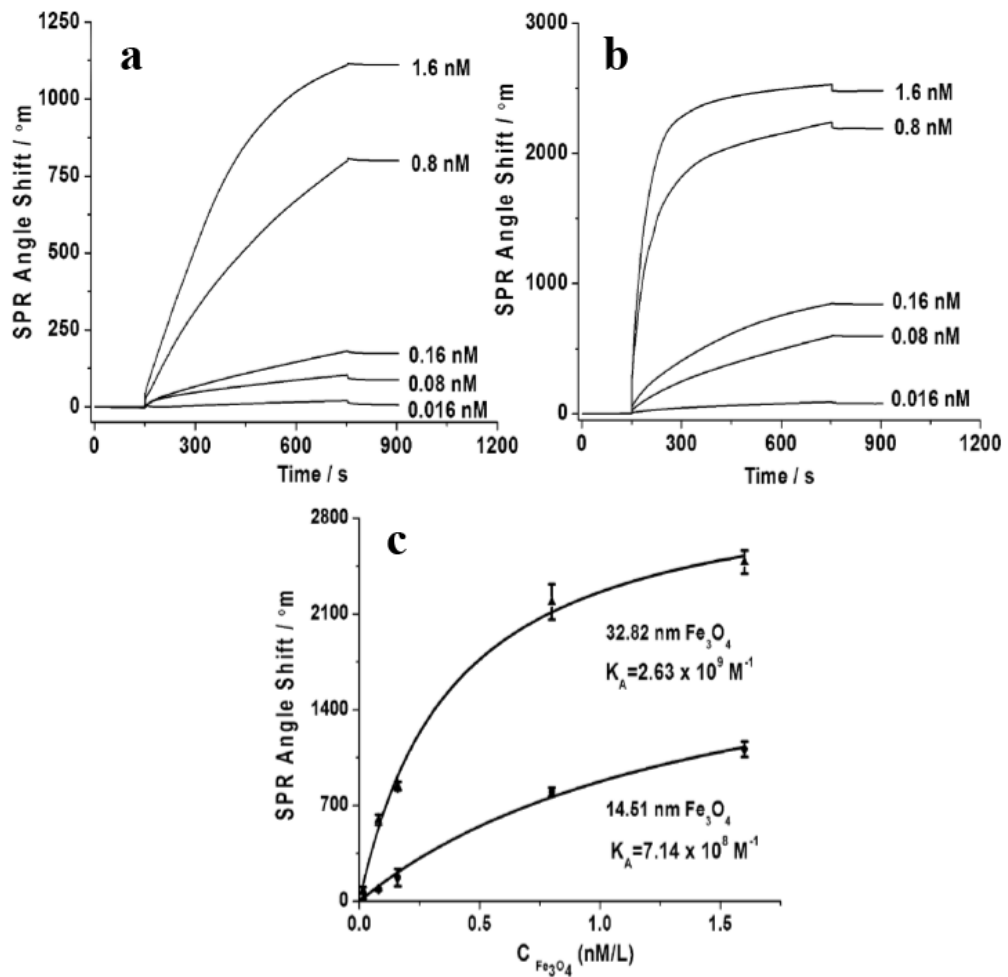 a
SPR Angle Shift / °m
1250
1000
750
500
250
0
1.6 nM
0.8 nM
0.16 nM
0.08 nM
0.016 nM
0 300 600 900 1200
Time / s
b
SPR Angle Shift / °m
3000
2000
1000
0
1.6 nM
0.8 nM
0.16 nM
0.08 nM
0.016 nM
0 300 600 900 1200
Time / s
c
SPR Angle Shift / °m
2800
2100
1400
700
0
32.82 nm Fe₃O₄
K_A=2.63 x 10⁹ M⁻¹
14.51 nm Fe₃O₄
K_A=7.14 x 10⁸ M⁻¹
0.0 0.5 1.0 1.5
C Fe₃O₄ (nM/L)